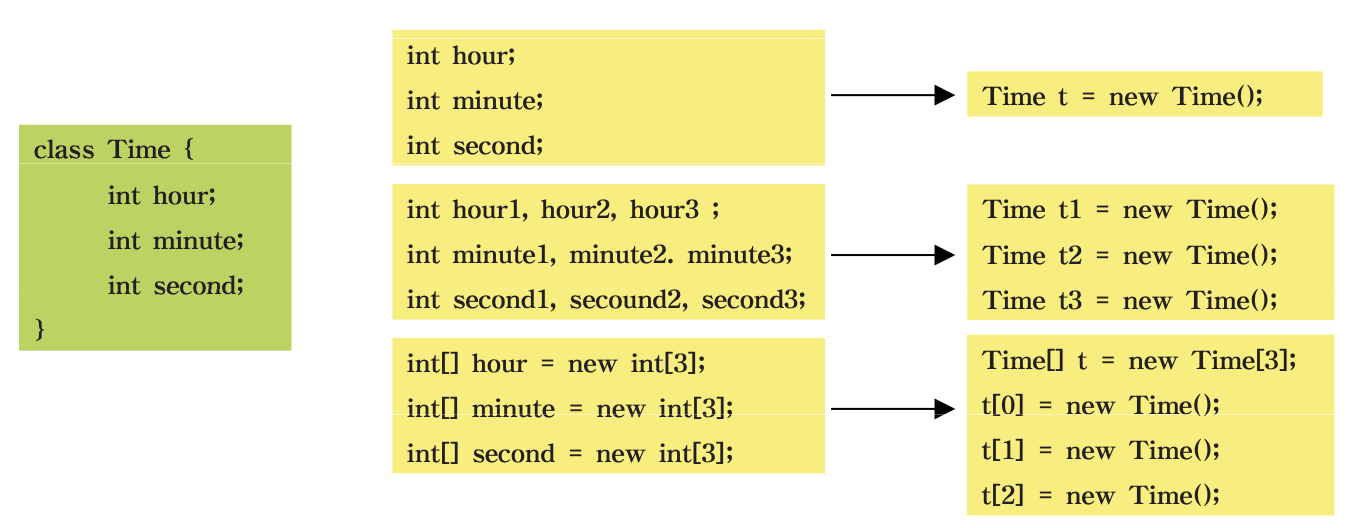 class Time {
int hour;
int minute;
int second;
}
int hour;
int minute;
int second;
Time t = new Time();
int hour1, hour2, hour3 ;
int minute1, minute2. minute3;
int second1, secound2, second3;
Time t1 = new Time();
Time t2 = new Time();
Time t3 = new Time();
int[] hour = new int[3];
int[] minute = new int[3];
int[] second = new int[3];
Time[] t = new Time[3];
t[0] = new Time();
t[1] = new Time();
t[2] = new Time();